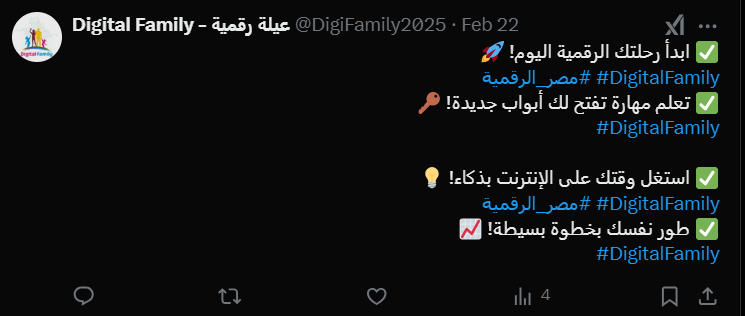 Digital Family – عيلة رقمية @DigiFamily2025 · Feb 22
✅ ابدأ رحلتك الرقمية اليوم! 🚀
#DigitalFamily #مصر_الرقمية
✅ تعلم مهارة تفتح لك أبواب جديدة! 🔑
#DigitalFamily
✅ استغل وقتك على الإنترنت بذكاء! 💡
#DigitalFamily #مصر_الرقمية
✅ طور نفسك بخطوة بسيطة! 📈
#DigitalFamily
4